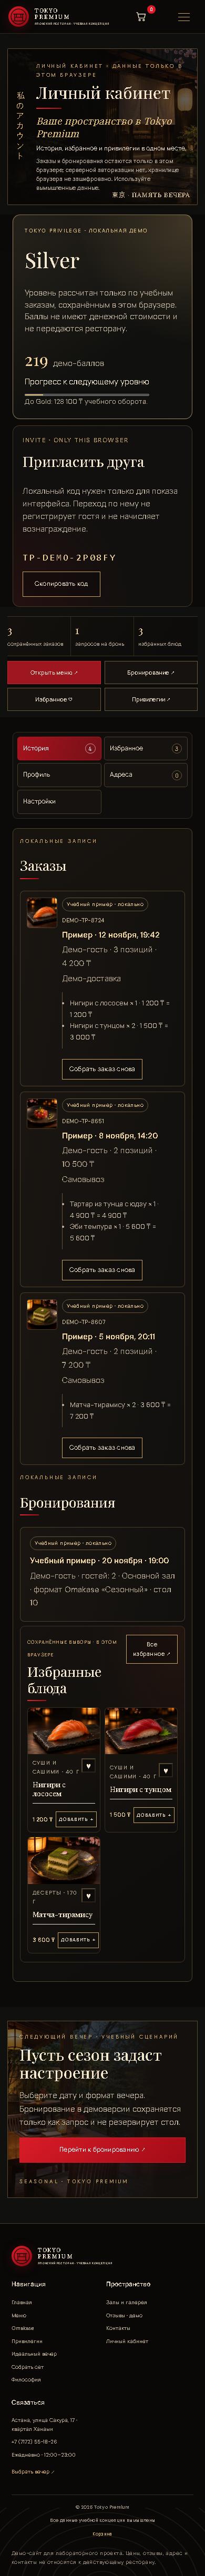 TOKYO
PREMIUM
АТМОСФЕРНЫЙ РЕСТОРАН · УЧЕБНАЯ КОНЦЕПЦИЯ
6
私のアカウント
ЛИЧНЫЙ КАБИНЕТ · ДАННЫЕ ТОЛЬКО В
ЭТОМ БРАУЗЕРЕ
Личный кабинет
Ваше пространство в Tokyo
Premium
История, избранное и привилегии в одном месте.
Заказы и бронирования остаются только в этом
браузере: серверной авторизации нет, хранилище
браузера не зашифровано. Используйте
вымышленные данные.
東京 · ПАМЯТЬ ВЕЧЕРА
TOKYO PRIVILEGE · ЛОКАЛЬНАЯ ДЕМО
Silver
Уровень рассчитан только по учебным
заказам, сохранённым в этом браузере.
Баллы не имеют денежной стоимости и
не передаются ресторану.
219 демо-баллов
Прогресс к следующему уровню
До Gold: 128 100 ₸ учебного оборота.
INVITE · ONLY THIS BROWSER
Пригласить друга
Локальный код нужен только для показа
интерфейса. Переход по нему не
регистрирует гостя и не начисляет
вознаграждение.
TP-DEMO-2P08FY
Скопировать код
3
сохранённых заказов
1
запросов на бронь
3
избранных блюд
Открыть меню ↗
Бронирование ↗
Избранное ♡
Привилегии ↗
История 4
Избранное 3
Профиль
Адреса 0
Настройки
ЛОКАЛЬНЫЕ ЗАПИСИ
Заказы
Учебный пример · локально
DEMO-TP-8724
Пример · 12 ноября, 19:42
Демо-гость · 3 позиций ·
4 200 ₸
Демо-доставка
Нигири с лососем × 1 · 1 200 ₸ =
1 200 ₸
Нигири с тунцом × 2 · 1 500 ₸ =
3 000 ₸
Собрать заказ снова
Учебный пример · локально
DEMO-TP-8651
Пример · 8 ноября, 14:20
Демо-гость · 2 позиций ·
10 500 ₸
Самовывоз
Тартар из тунца с юдзу × 1 ·
4 900 ₸ = 4 900 ₸
Эби темпура × 1 · 5 600 ₸ =
5 600 ₸
Собрать заказ снова
Учебный пример · локально
DEMO-TP-8607
Пример · 5 ноября, 20:11
Демо-гость · 2 позиций ·
7 200 ₸
Самовывоз
Матча-тирамису × 2 · 3 600 ₸ =
7 200 ₸
Собрать заказ снова
ЛОКАЛЬНЫЕ ЗАПИСИ
Бронирования
Учебный пример · локально
Учебный пример · 20 ноября · 19:00
Демо-гость · гостей: 2 · Основной зал
· формат Omakase «Сезонный» · стол
10
СОХРАНЁННЫЕ ВЫБОРЫ · В ЭТОМ
БРАУЗЕРЕ
Все
избранное ↗
Избранные
блюда
СУШИ И
САШИМИ · 40 Г
♥
Нигири с
лососем
1 200 ₸
ДОБАВИТЬ +
СУШИ И
САШИМИ · 40 Г
♥
Нигири с тунцом
1 500 ₸
ДОБАВИТЬ +
ДЕСЕРТЫ · 170
Г
♥
Матча-тирамису
3 600 ₸
ДОБАВИТЬ +
СЛЕДУЮЩИЙ ВЕЧЕР · УЧЕБНЫЙ СЦЕНАРИЙ
Пусть сезон задаст
настроение
Выберите дату и формат вечера.
Бронирование в демоверсии сохраняется
только как запрос и не резервирует стол.
Перейти к бронированию ↗
SEASONAL · TOKYO PREMIUM
TOKYO
PREMIUM
АТМОСФЕРНЫЙ РЕСТОРАН · УЧЕБНАЯ КОНЦЕПЦИЯ
Навигация
Главная
Меню
Omakase
Привилегии
Идеальный вечер
Собрать сет
Философия
Пространство
Залы и галерея
Отзывы · демо
Контакты
Личный кабинет
Связаться
Астана, улица Сакура, 17 ·
квартал Ханами
+7 (7172) 55-18-26
Ежедневно · 12:00–23:00
Выбрать вечер ↗
© 2026 Tokyo Premium
Все данные учебной концепции вымышлены
Корзина
Демо-сайт для лабораторного проекта. Цены, отзывы, адрес и
контакты не относятся к действующему ресторану.